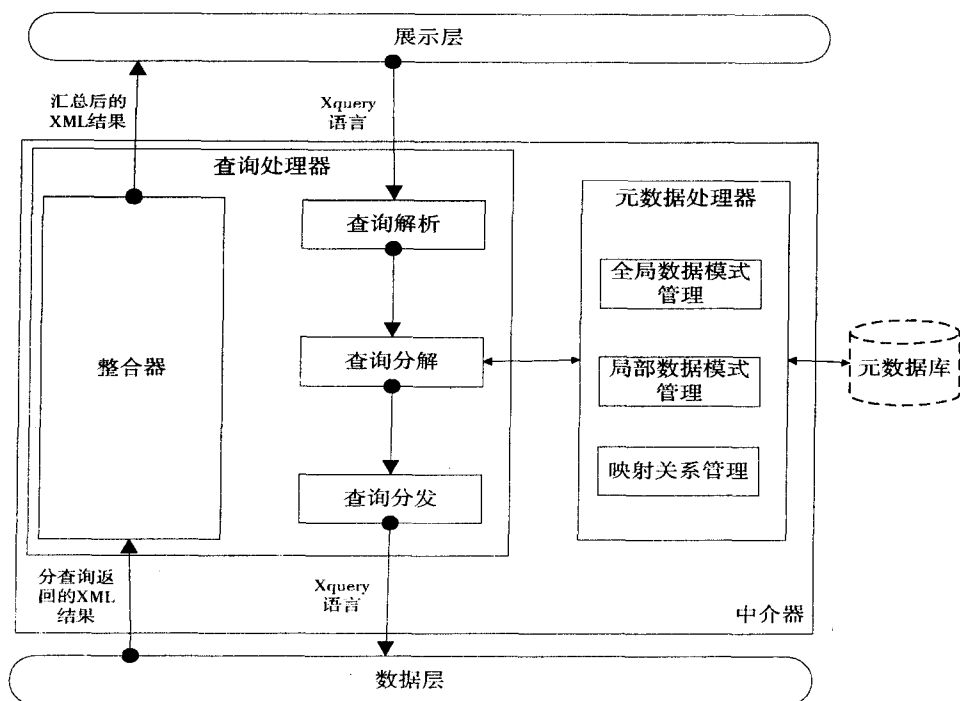 展示层
汇总后的
XML结果
Xquery
语言
查询处理器
元数据处理器
查询解析
全局数据模式
管理
整合器
查询分解
局部数据模式
管理
元数据库
映射关系管理
查询分发
分查询返
回的XML
结果
Xquery
语言
中介器
数据层